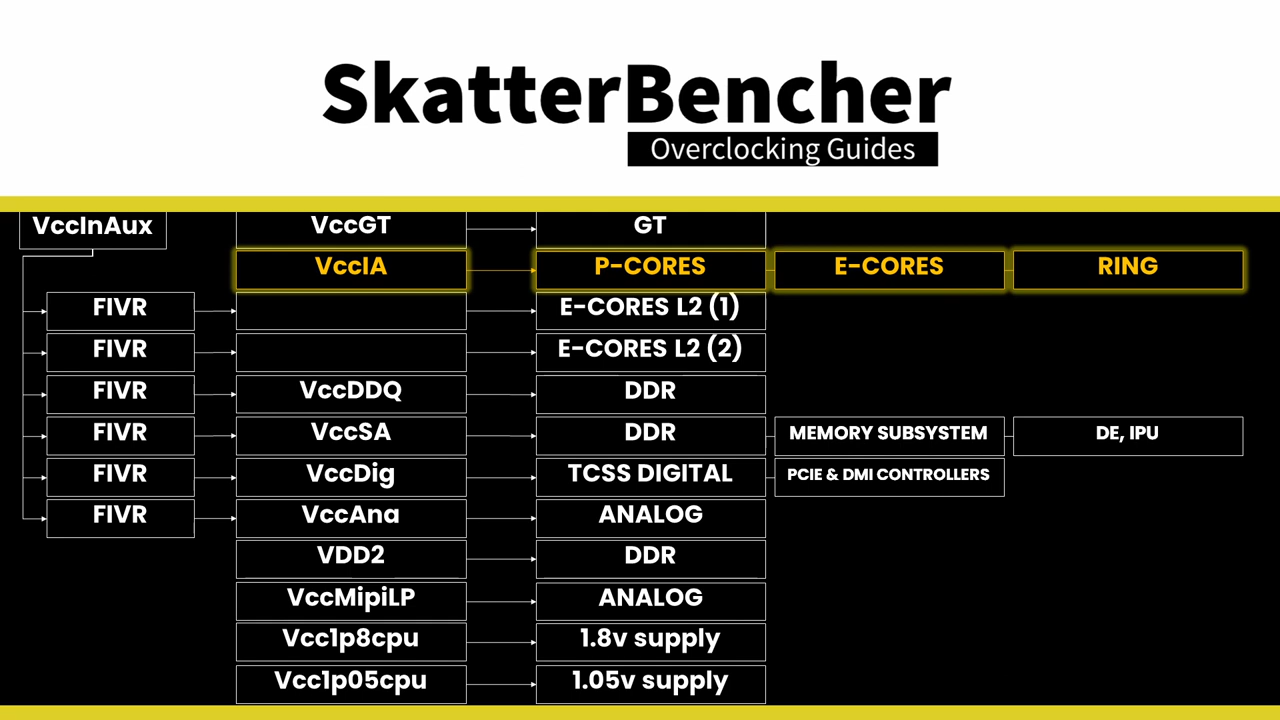 SkatterBencher
Overclocking Guides
VccInAux VccGT GT
VccIA P-CORES E-CORES RING
FIVR E-CORES L2 (1)
FIVR E-CORES L2 (2)
FIVR VccDDQ DDR
FIVR VccSA DDR MEMORY SUBSYSTEM DE, IPU
FIVR VccDig TCSS DIGITAL PCIE & DMI CONTROLLERS
FIVR VccAna ANALOG
VDD2 DDR
VccMipiLP ANALOG
Vcc1p8cpu 1.8v supply
Vcc1p05cpu 1.05v supply